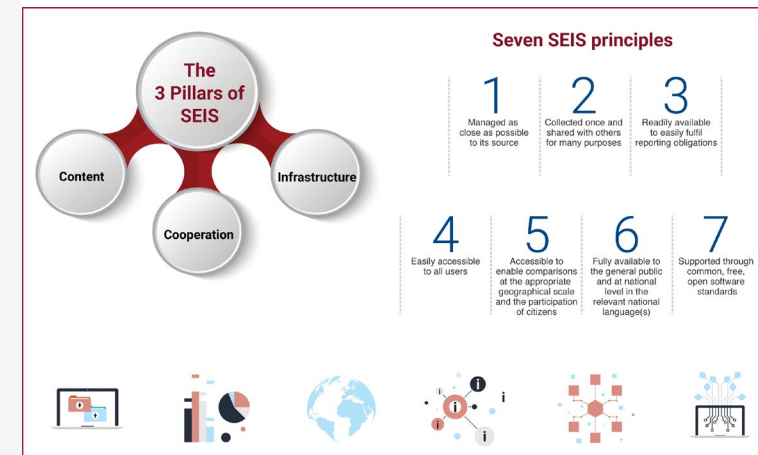 The
3 Pillars of
SEIS
Content
Cooperation
Infrastructure
Seven SEIS principles
1
Managed as
close as possible
to its source
2
Collected once and
shared with others
for many purposes
3
Readily available
to easily fulfil
reporting obligations
4
Easily accessible
to all users
5
Accessible to
enable comparisons
at the appropriate
geographical scale
and the participation
of citizens
6
Fully available to
the general public
and at national
level in the
relevant national
language(s)
7
Supported through
common, free,
open software
standards
i
i
i
i
i
i